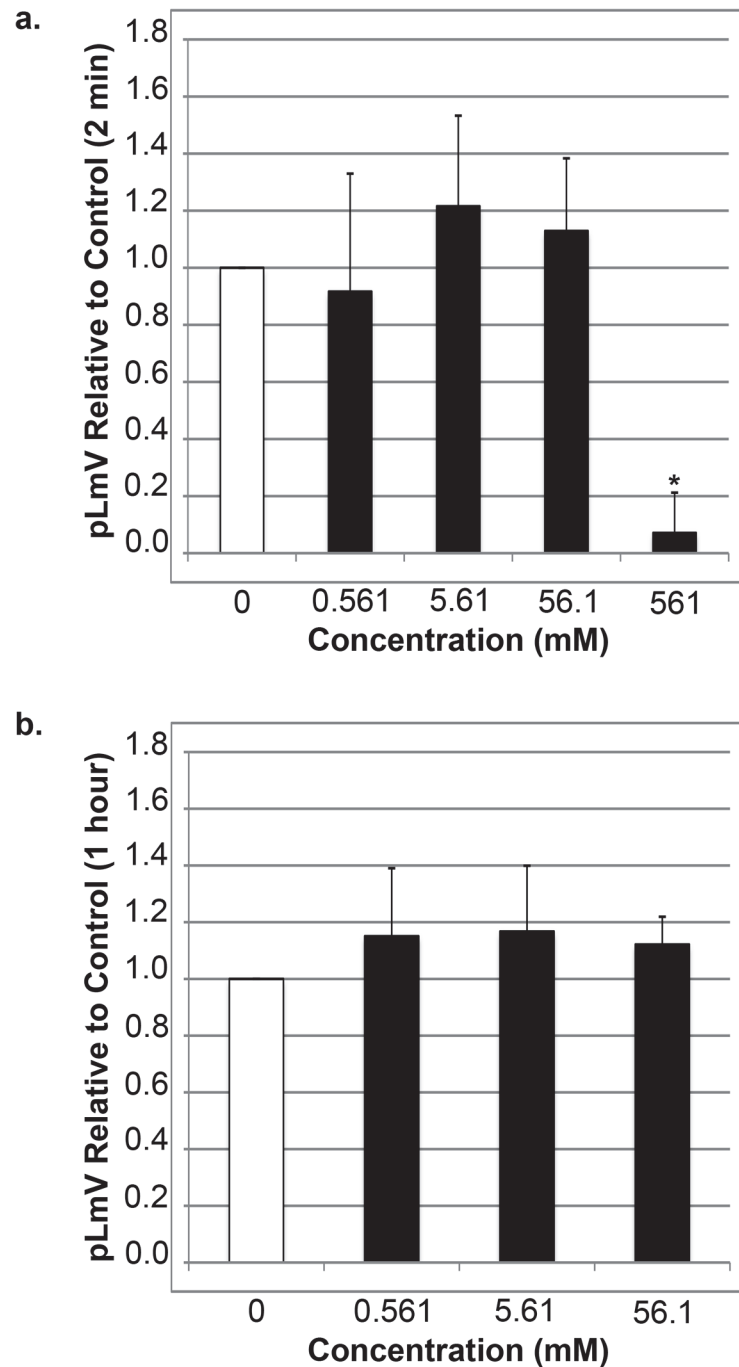 a.
pLmV Relative to Control (2 min)
1.8
1.6
1.4
1.2
1.0
0.8
0.6
0.4
0.2
0.0
*
0 0.561 5.61 56.1 561
Concentration (mM)
b.
pLmV Relative to Control (1 hour)
1.8
1.6
1.4
1.2
1.0
0.8
0.6
0.4
0.2
0.0
0 0.561 5.61 56.1
Concentration (mM)